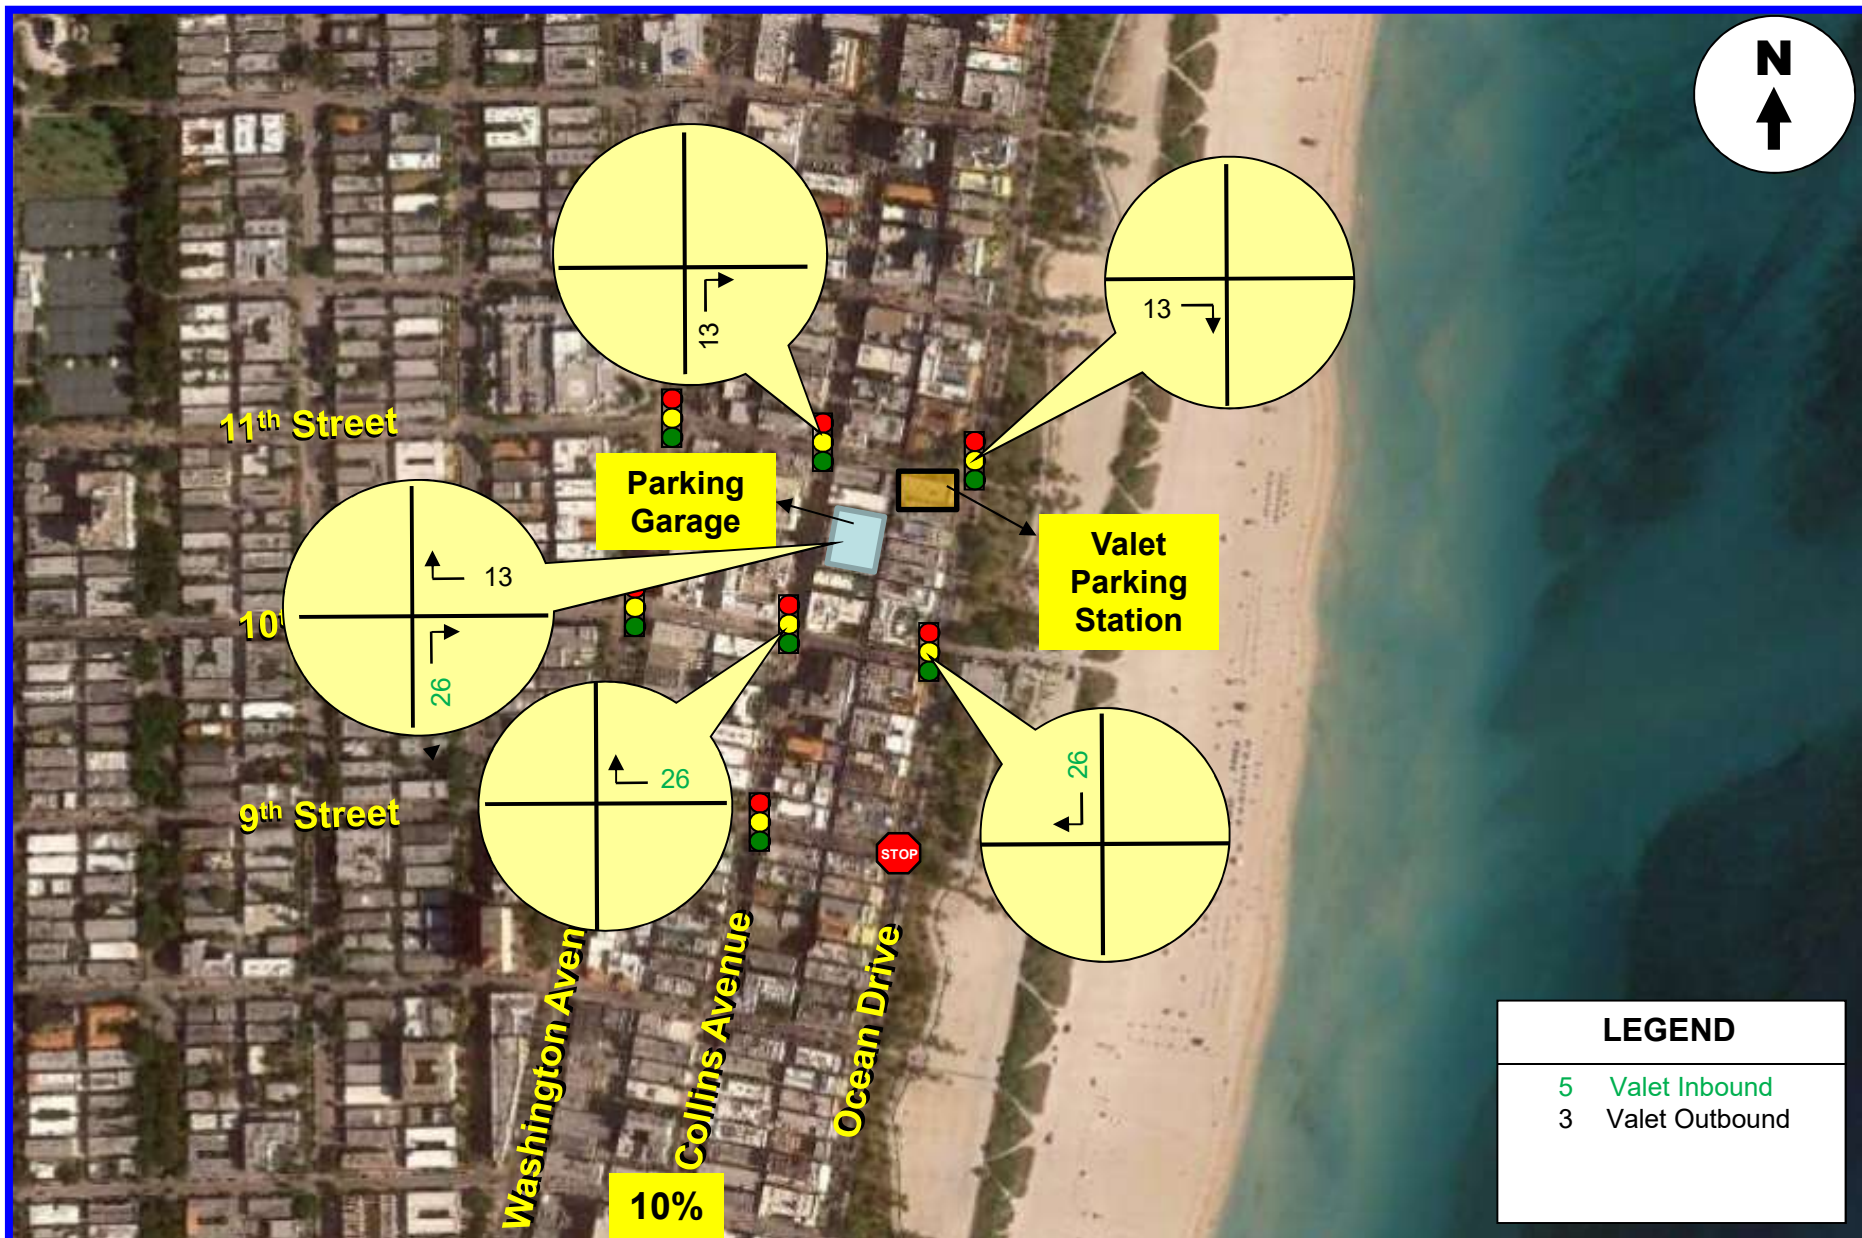 N
13
13
11th Street
Parking
Garage
Valet
Parking
Station
13
10
26
26
26
9th Street
STOP
Washington Aven
Collins Avenue
Ocean Drive
10%
LEGEND
5 Valet Inbound
3 Valet Outbound